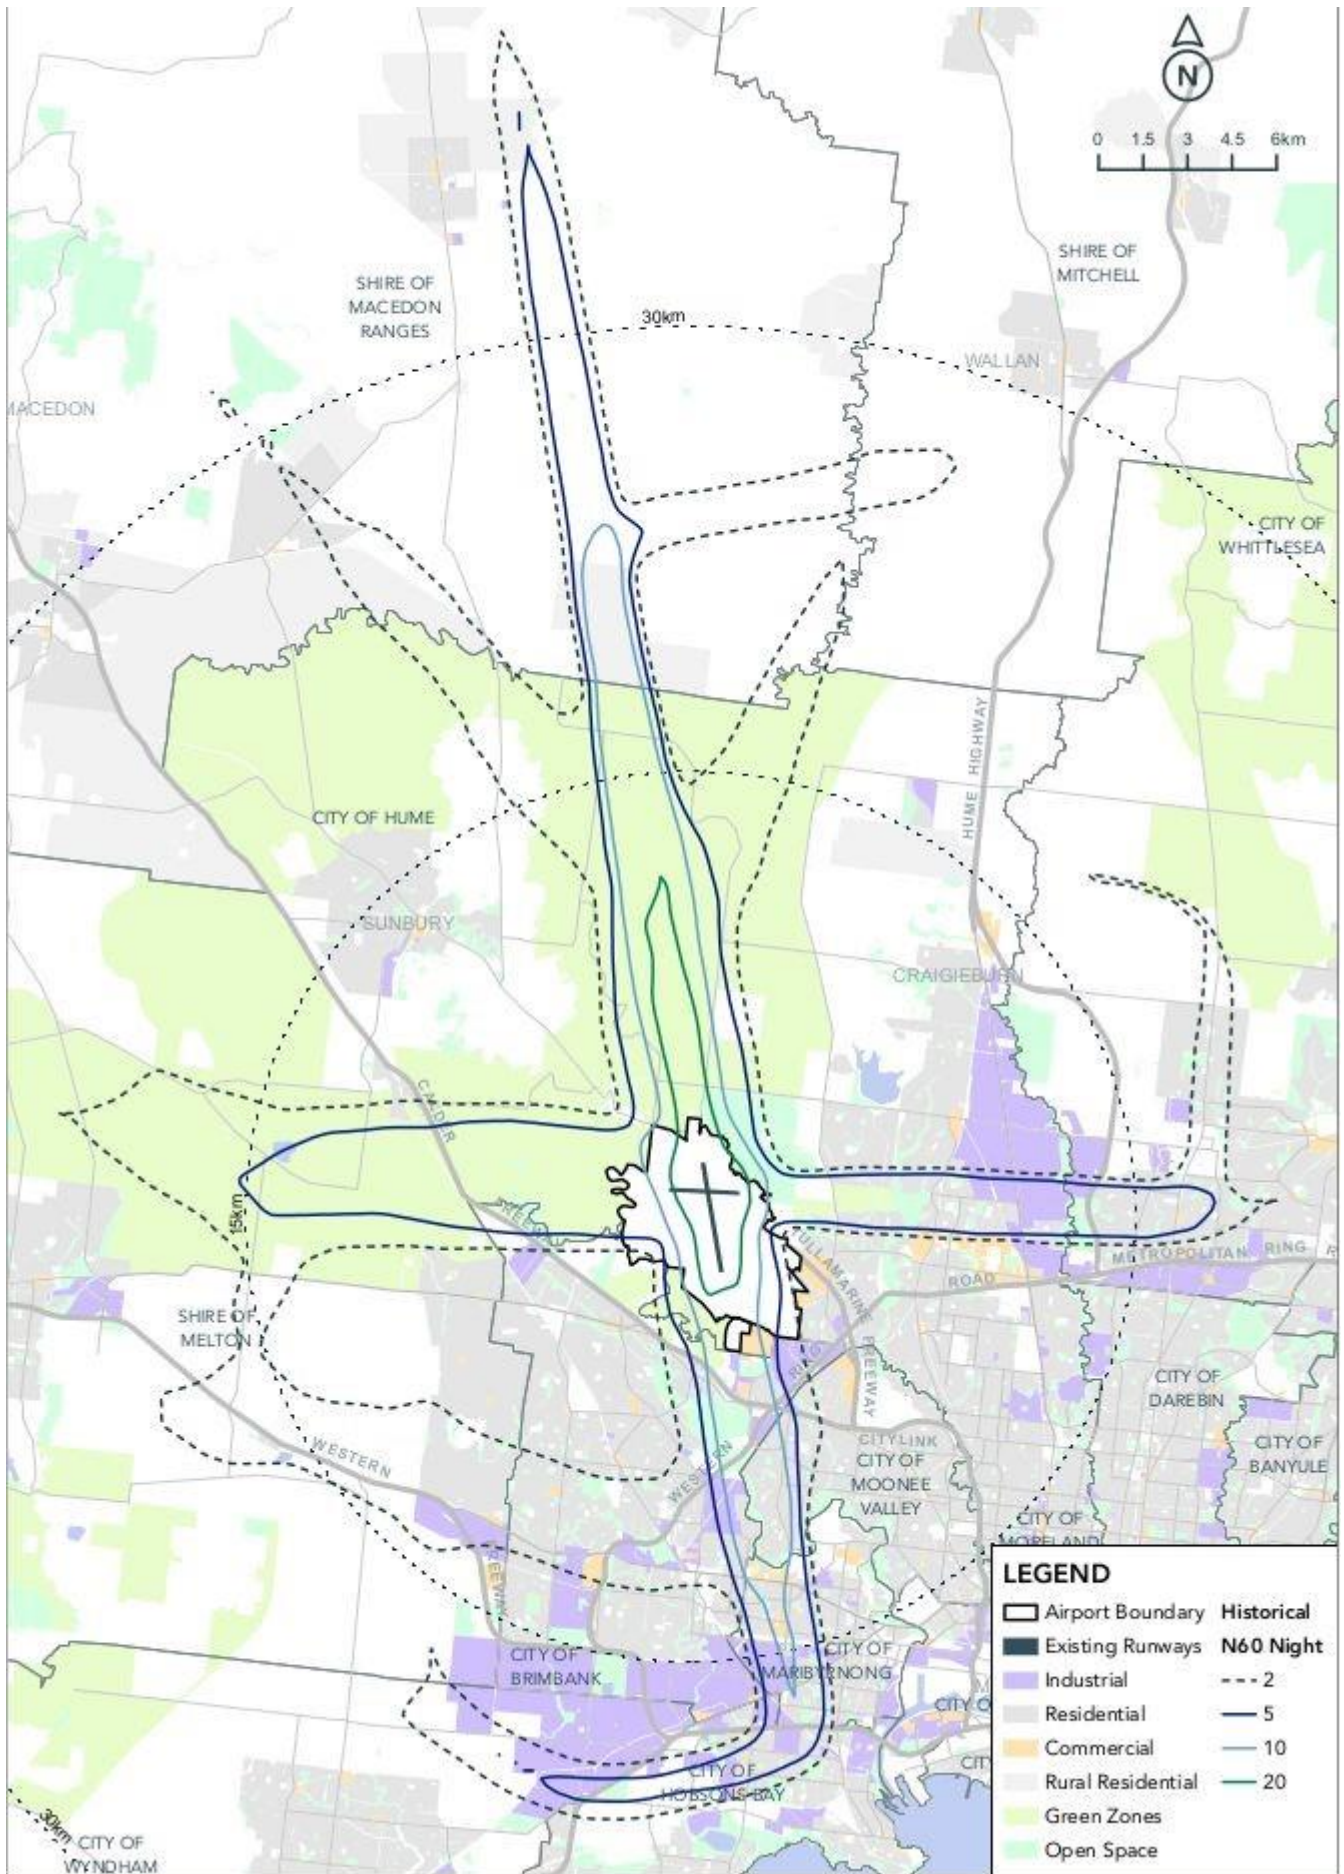 N
0 1.5 3 4.5 6km
SHIRE OF
MITCHELL
SHIRE OF
MACEDON
RANGES
30km
WALLAN
MACEDON
CITY OF
WHITTLESEA
HUME HIGHWAY
CITY OF HUME
SUNBURY
CRAIGIEBURN
CALDER
FREEWAY
15km
TULLAMARINE FREEWAY
METROPOLITAN RING
ROAD
SHIRE OF
MELTON
RING
CITY OF
DAREBIN
WESTERN
WESTERN
CITYLINK
CITY OF
MOONEE
VALLEY
CITY OF
BANYULE
CITY OF
MORELAND
FREEWAY
CITY OF
BRIMBANK
CITY OF
MARIBYRNONG
CITY O
CITY
CITY OF
HOBSONS BAY
30km
CITY OF
WYNDHAM
LEGEND
Airport Boundary Historical
Existing Runways N60 Night
Industrial 2
Residential 5
Commercial 10
Rural Residential 20
Green Zones
Open Space